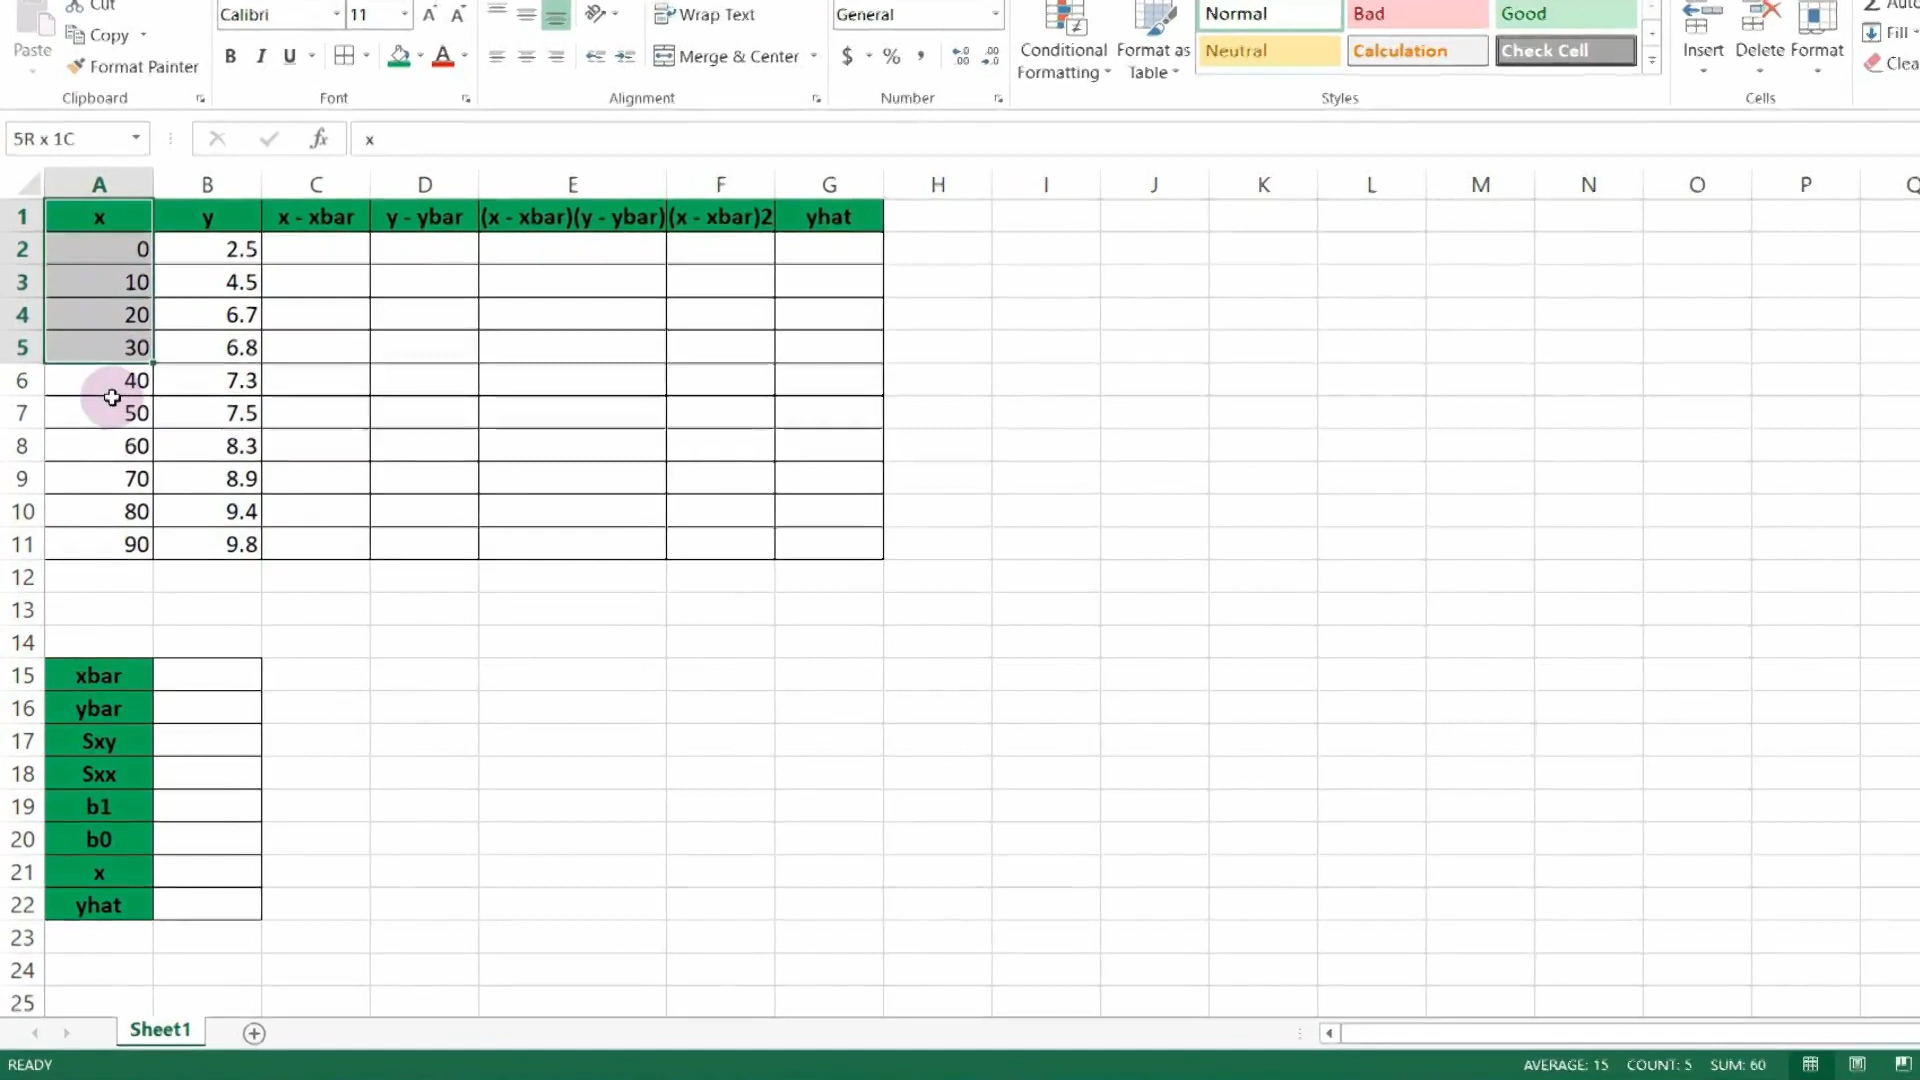 Cut
Calibri 11 A A Wrap Text General Normal Bad Good
Paste Copy Conditional Formatting Format as Table Insert Delete Format Fill
Format Painter B I U A Merge & Center $ % , .00 Neutral Calculation Check Cell
Clipboard Font Alignment Number Styles Cells
5R x 1C fx x
A B C D E F G H I J K L M N O P Q
1 x y x - xbar y - ybar (x - xbar)(y - ybar) (x - xbar)2 yhat
2 0 2.5
3 10 4.5
4 20 6.7
5 30 6.8
6 40 7.3
7 50 7.5
8 60 8.3
9 70 8.9
10 80 9.4
11 90 9.8
12
13
14
15 xbar
16 ybar
17 Sxy
18 Sxx
19 b1
20 b0
21 x
22 yhat
23
24
25
Sheet1
READY AVERAGE: 15 COUNT: 5 SUM: 60